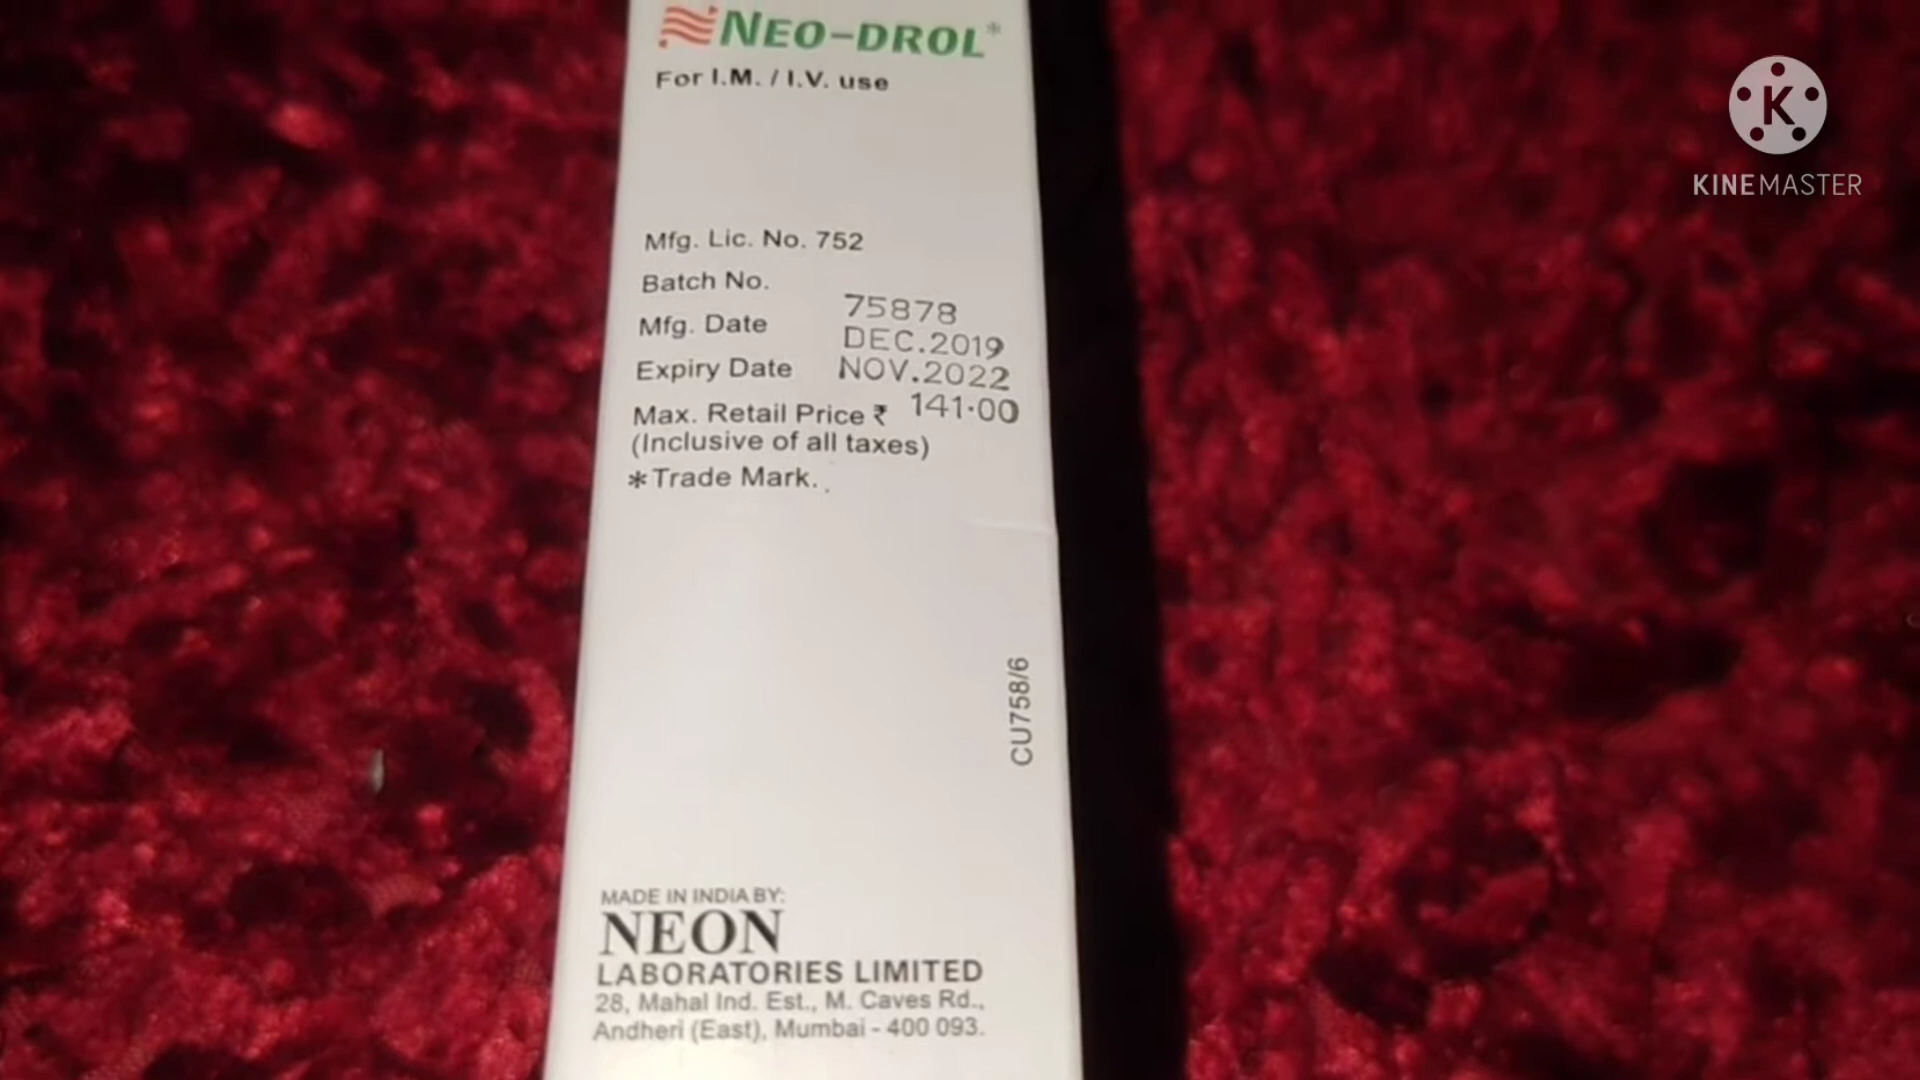 NEO-DROL*
For I.M. / I.V. use
Mfg. Lic. No. 752
Batch No. 75878
Mfg. Date DEC.2019
Expiry Date NOV.2022
Max. Retail Price ₹ 141·00
(Inclusive of all taxes)
*Trade Mark.
CU758/6
MADE IN INDIA BY:
NEON
LABORATORIES LIMITED
28, Mahal Ind. Est., M. Caves Rd.,
Andheri (East), Mumbai - 400 093.
K
KINEMASTER